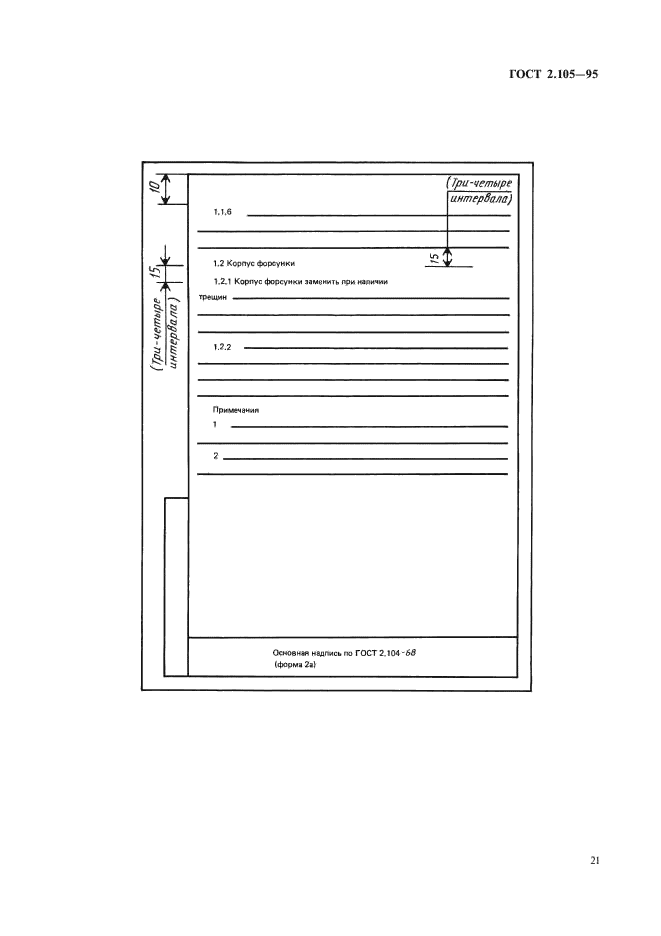 ГОСТ 2.105—95
10
(Три-четыре
интервала)
1.1.6
15
1.2 Корпус форсунки
15
1.2.1 Корпус форсунки заменить при наличии
трещин
(Три-четыре
интервала)
1.2.2
Примечания
1
2
Основная надпись по ГОСТ 2.104-68
(форма 2а)
21